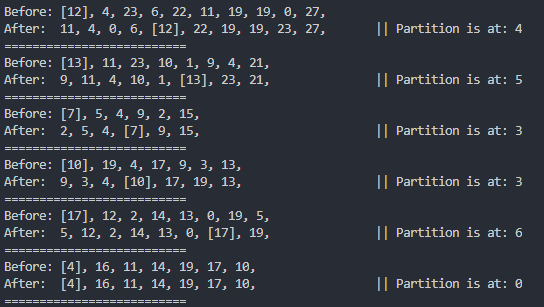 Before: [12], 4, 23, 6, 22, 11, 19, 19, 0, 27,
After:  11, 4, 0, 6, [12], 22, 19, 19, 23, 27,       || Partition is at: 4
==========================
Before: [13], 11, 23, 10, 1, 9, 4, 21,
After:  9, 11, 4, 10, 1, [13], 23, 21,               || Partition is at: 5
==========================
Before: [7], 5, 4, 9, 2, 15,
After:  2, 5, 4, [7], 9, 15,                         || Partition is at: 3
==========================
Before: [10], 19, 4, 17, 9, 3, 13,
After:  9, 3, 4, [10], 17, 19, 13,                   || Partition is at: 3
==========================
Before: [17], 12, 2, 14, 13, 0, 19, 5,
After:  5, 12, 2, 14, 13, 0, [17], 19,               || Partition is at: 6
==========================
Before: [4], 16, 11, 14, 19, 17, 10,
After:  [4], 16, 11, 14, 19, 17, 10,                 || Partition is at: 0
==========================